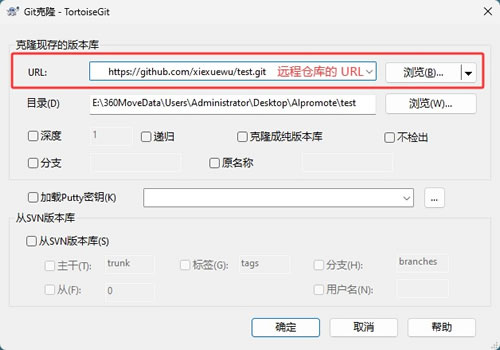 Git克隆 - TortoiseGit
克隆现存的版本库
URL: https://github.com/xiexuewu/test.git 远程仓库的 URL 浏览(B)...
目录(D) E:\360MoveData\Users\Administrator\Desktop\AIpromote\test 浏览(W)...
深度 1 递归 克隆成纯版本库 不检出
分支 原名称
加载Putty密钥(K) ...
从SVN版本库
从SVN版本库(S)
主干(T): trunk 标签(G): tags 分支(H): branches
从(F): 0 用户名(N):
确定 取消 帮助